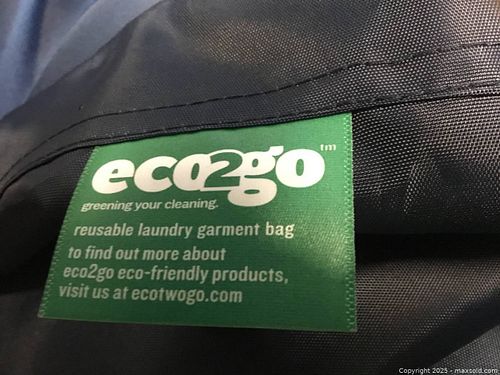 eco2go™
greening your cleaning.
reusable laundry garment bag
to find out more about
eco2go eco-friendly products,
visit us at ecotwogo.com
Copyright 2025 - maxsold.com